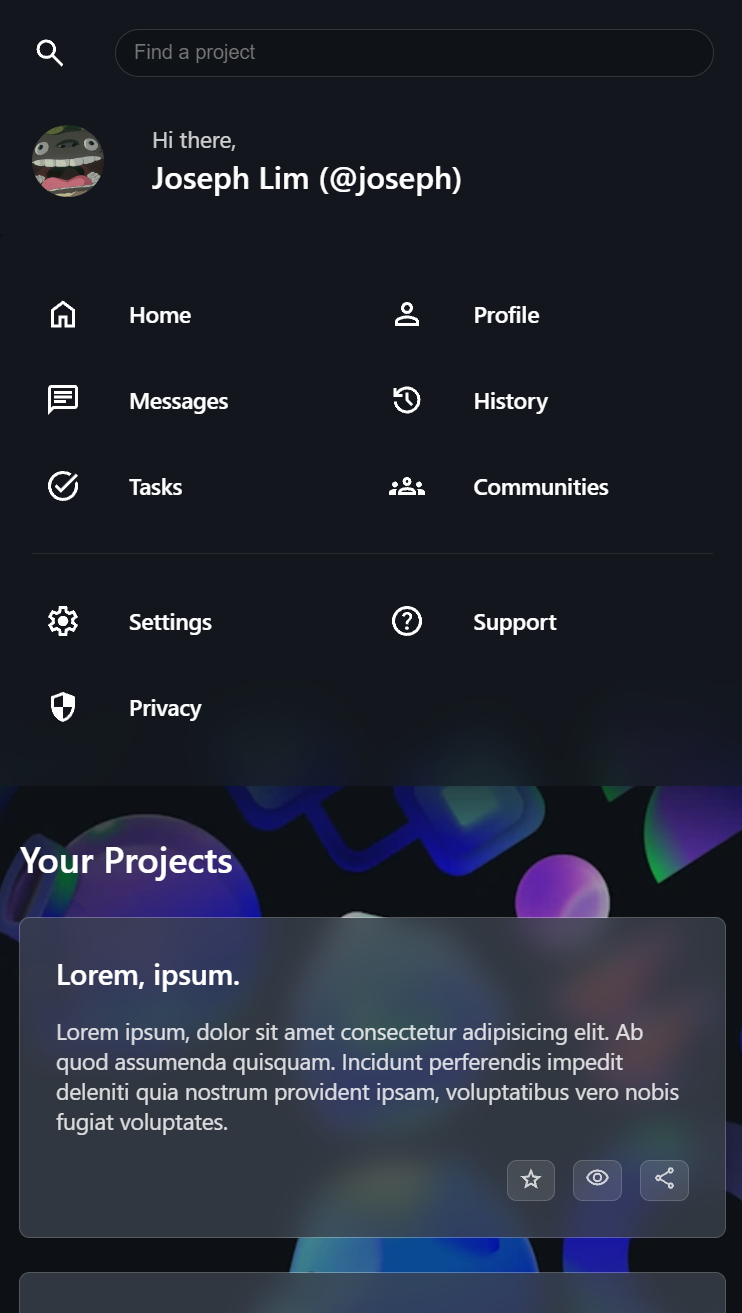 Find a project
Hi there,
Joseph Lim (@joseph)
Home
Profile
Messages
History
Tasks
Communities
Settings
Support
Privacy
Your Projects
Lorem, ipsum.
Lorem ipsum, dolor sit amet consectetur adipisicing elit. Ab
quod assumenda quisquam. Incidunt perferendis impedit
deleniti quia nostrum provident ipsam, voluptatibus vero nobis
fugiat voluptates.